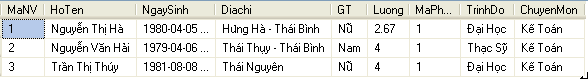 MaNV HoTen NgaySinh Diachi GT Luong MaPh... TrinhDo ChuyenMon
1 Nguyễn Thị Hà 1980-04-05 ... Hưng Hà - Thái Bình Nữ 2.67 1 Đại Học Kế Toán
2 Nguyễn Văn Hải 1979-04-06 ... Thái Thụy - Thái Bình Nam 4 1 Thạc Sỹ Kế Toán
3 Trần Thị Thúy 1981-08-08 ... Thái Nguyên Nữ 4 1 Đại Học Kế Toán